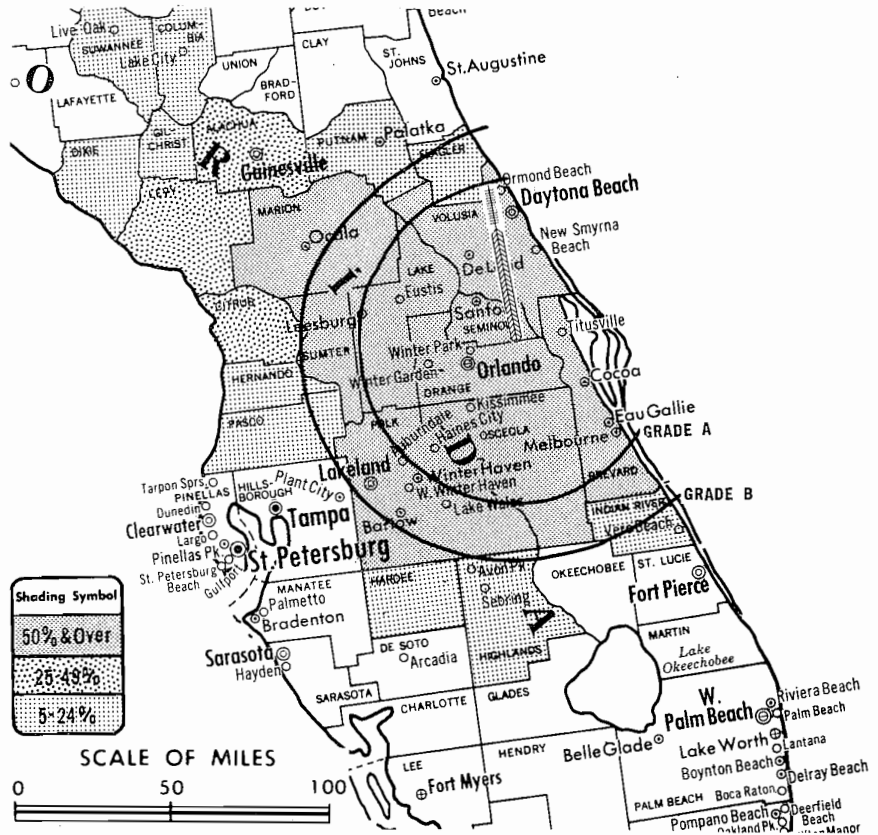 Beach
Live Oak
COLUM-
BIA
SUWANNEE
Lake City
UNION
CLAY
ST.
JOHNS
St. Augustine
O
LAFAYETTE
BRAD-
FORD
DIXIE
GIL-
CHRIST
ALACHUA
R
Gainesville
PUTNAM
Palatka
FLAGLER
LEVY
MARION
Ocala
VOLUSIA
Ormond Beach
Daytona Beach
New Smyrna
Beach
I
LAKE
Eustis
CITRUS
Leesburg
SUMTER
Titusville
Winter Park
Winter Garden
Orlando
ORANGE
HERNANDO
Cocoa
Kissimmee
PASCO
POLK
Auburndale
Haines City
OSCEOLA
D
Eau Gallie
Melbourne
GRADE A
Lakeland
Winter Haven
W. Winter Haven
Lake Wales
Bartow
BREVARD
GRADE B
INDIAN RIVER
Vero Beach
Tarpon Sprs.
PINELLAS
HILLS-
BOROUGH
Plant City
Dunedin
Clearwater
Tampa
Largo
Pinellas Pk.
St. Petersburg
St. Petersburg
Beach
Gulfport
MANATEE
HARDEE
Avon Pk.
Sebring
OKEECHOBEE
ST. LUCIE
Fort Pierce
Palmetto
Bradenton
A
MARTIN
Lake
Okeechobee
Sarasota
Hayden
DE SOTO
Arcadia
HIGHLANDS
SARASOTA
CHARLOTTE
GLADES
Riviera Beach
W.
Palm Beach
Palm Beach
Belle Glade
Lake Worth
Lantana
Boynton Beach
Delray Beach
Boca Raton
LEE
HENDRY
Fort Myers
PALM BEACH
Pompano Beach
Deerfield
Beach
Oakland Pk.
Shading Symbol
50% & Over
25-49%
5-24%
SCALE OF MILES
0 50 100